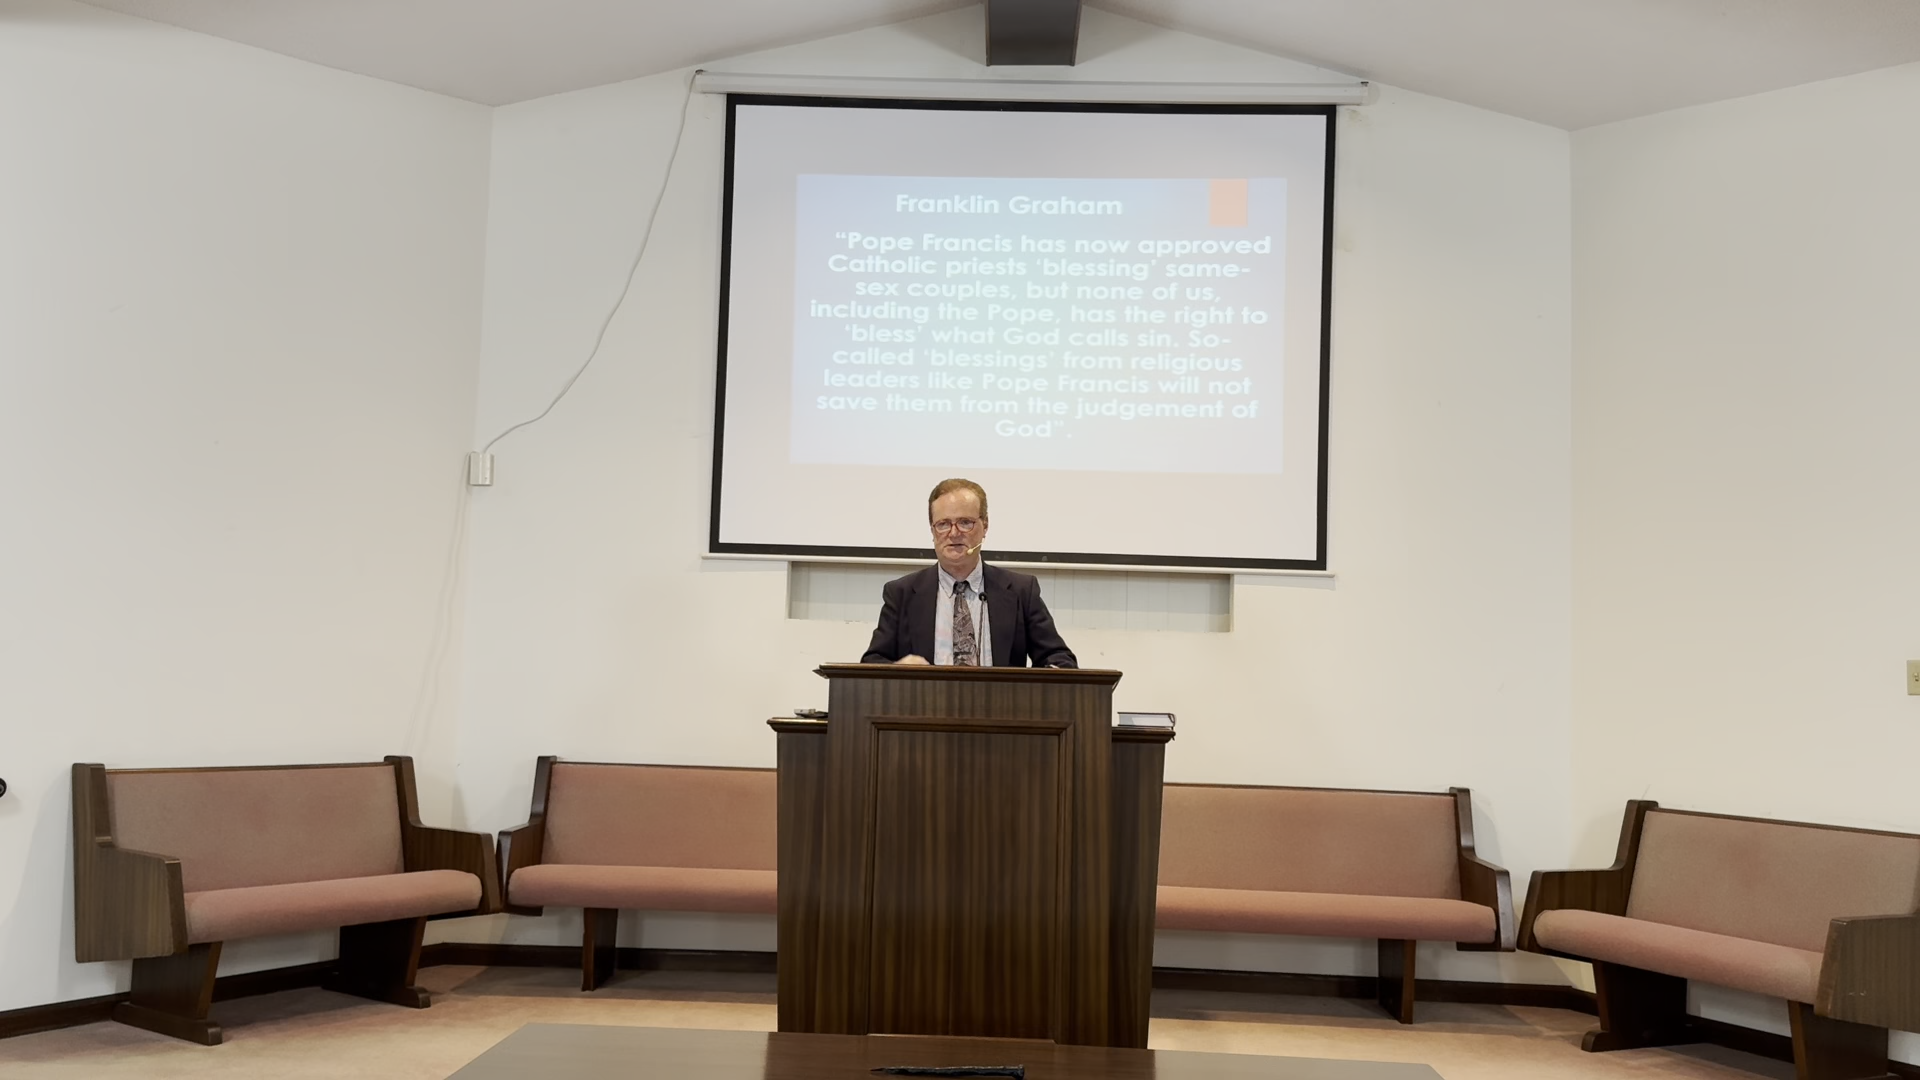 Franklin Graham
“Pope Francis has now approved
Catholic priests ‘blessing’ same-
sex couples, but none of us,
including the Pope, has the right to
‘bless’ what God calls sin. So-
called ‘blessings’ from religious
leaders like Pope Francis will not
save them from the judgement of
God”.